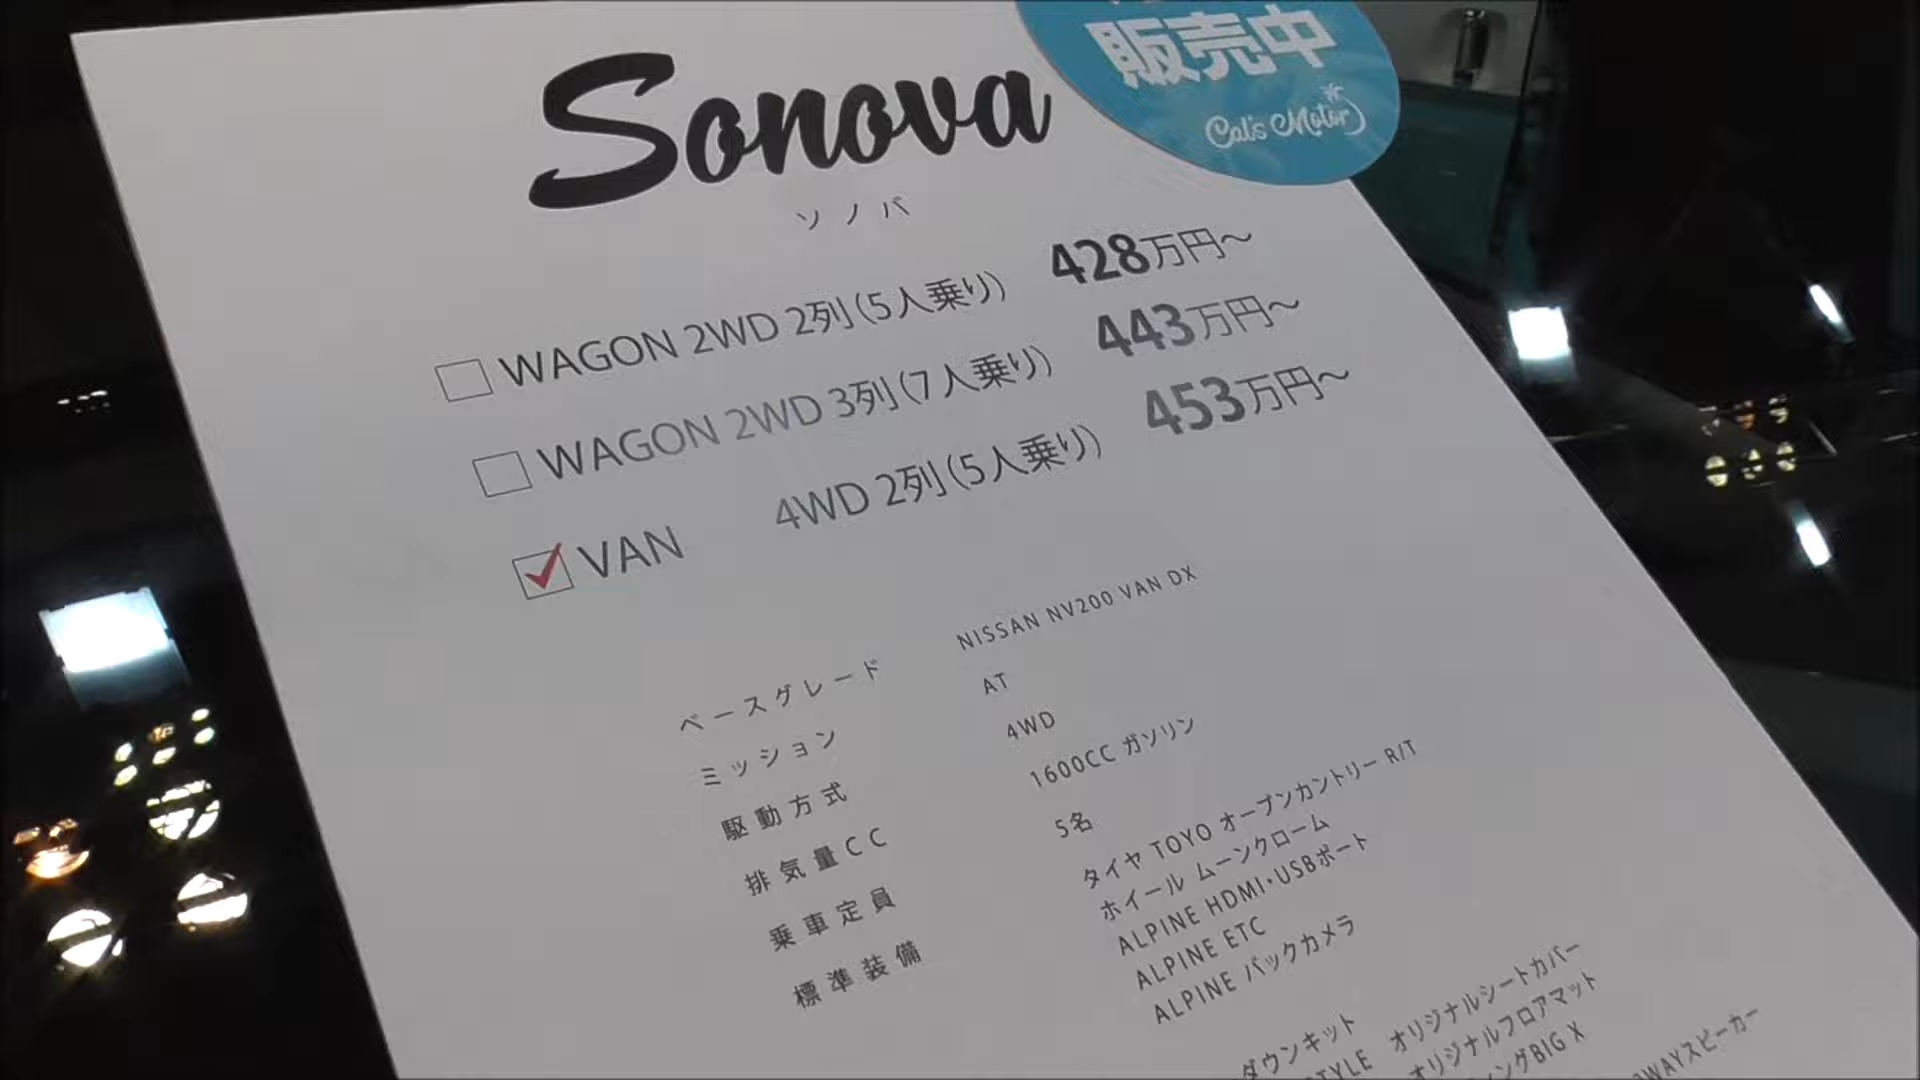 販売中
Cal's Motor
Sonova
ソノバ
WAGON 2WD 2列(5人乗り) 428万円〜
WAGON 2WD 3列(7人乗り) 443万円〜
VAN 4WD 2列(5人乗り) 453万円〜
ベースグレード NISSAN NV200 VAN DX
ミッション AT
駆動方式 4WD
排気量CC 1600CC ガソリン
乗車定員 5名
標準装備 タイヤ TOYO オープンカントリー R/T
ホイール ムーンクローム
ALPINE HDMI・USBポート
ALPINE ETC
ALPINE バックカメラ
ダウンキット
STYLE オリジナルシートカバー
オリジナルフロアマット
BIG X
2WAYスピーカー